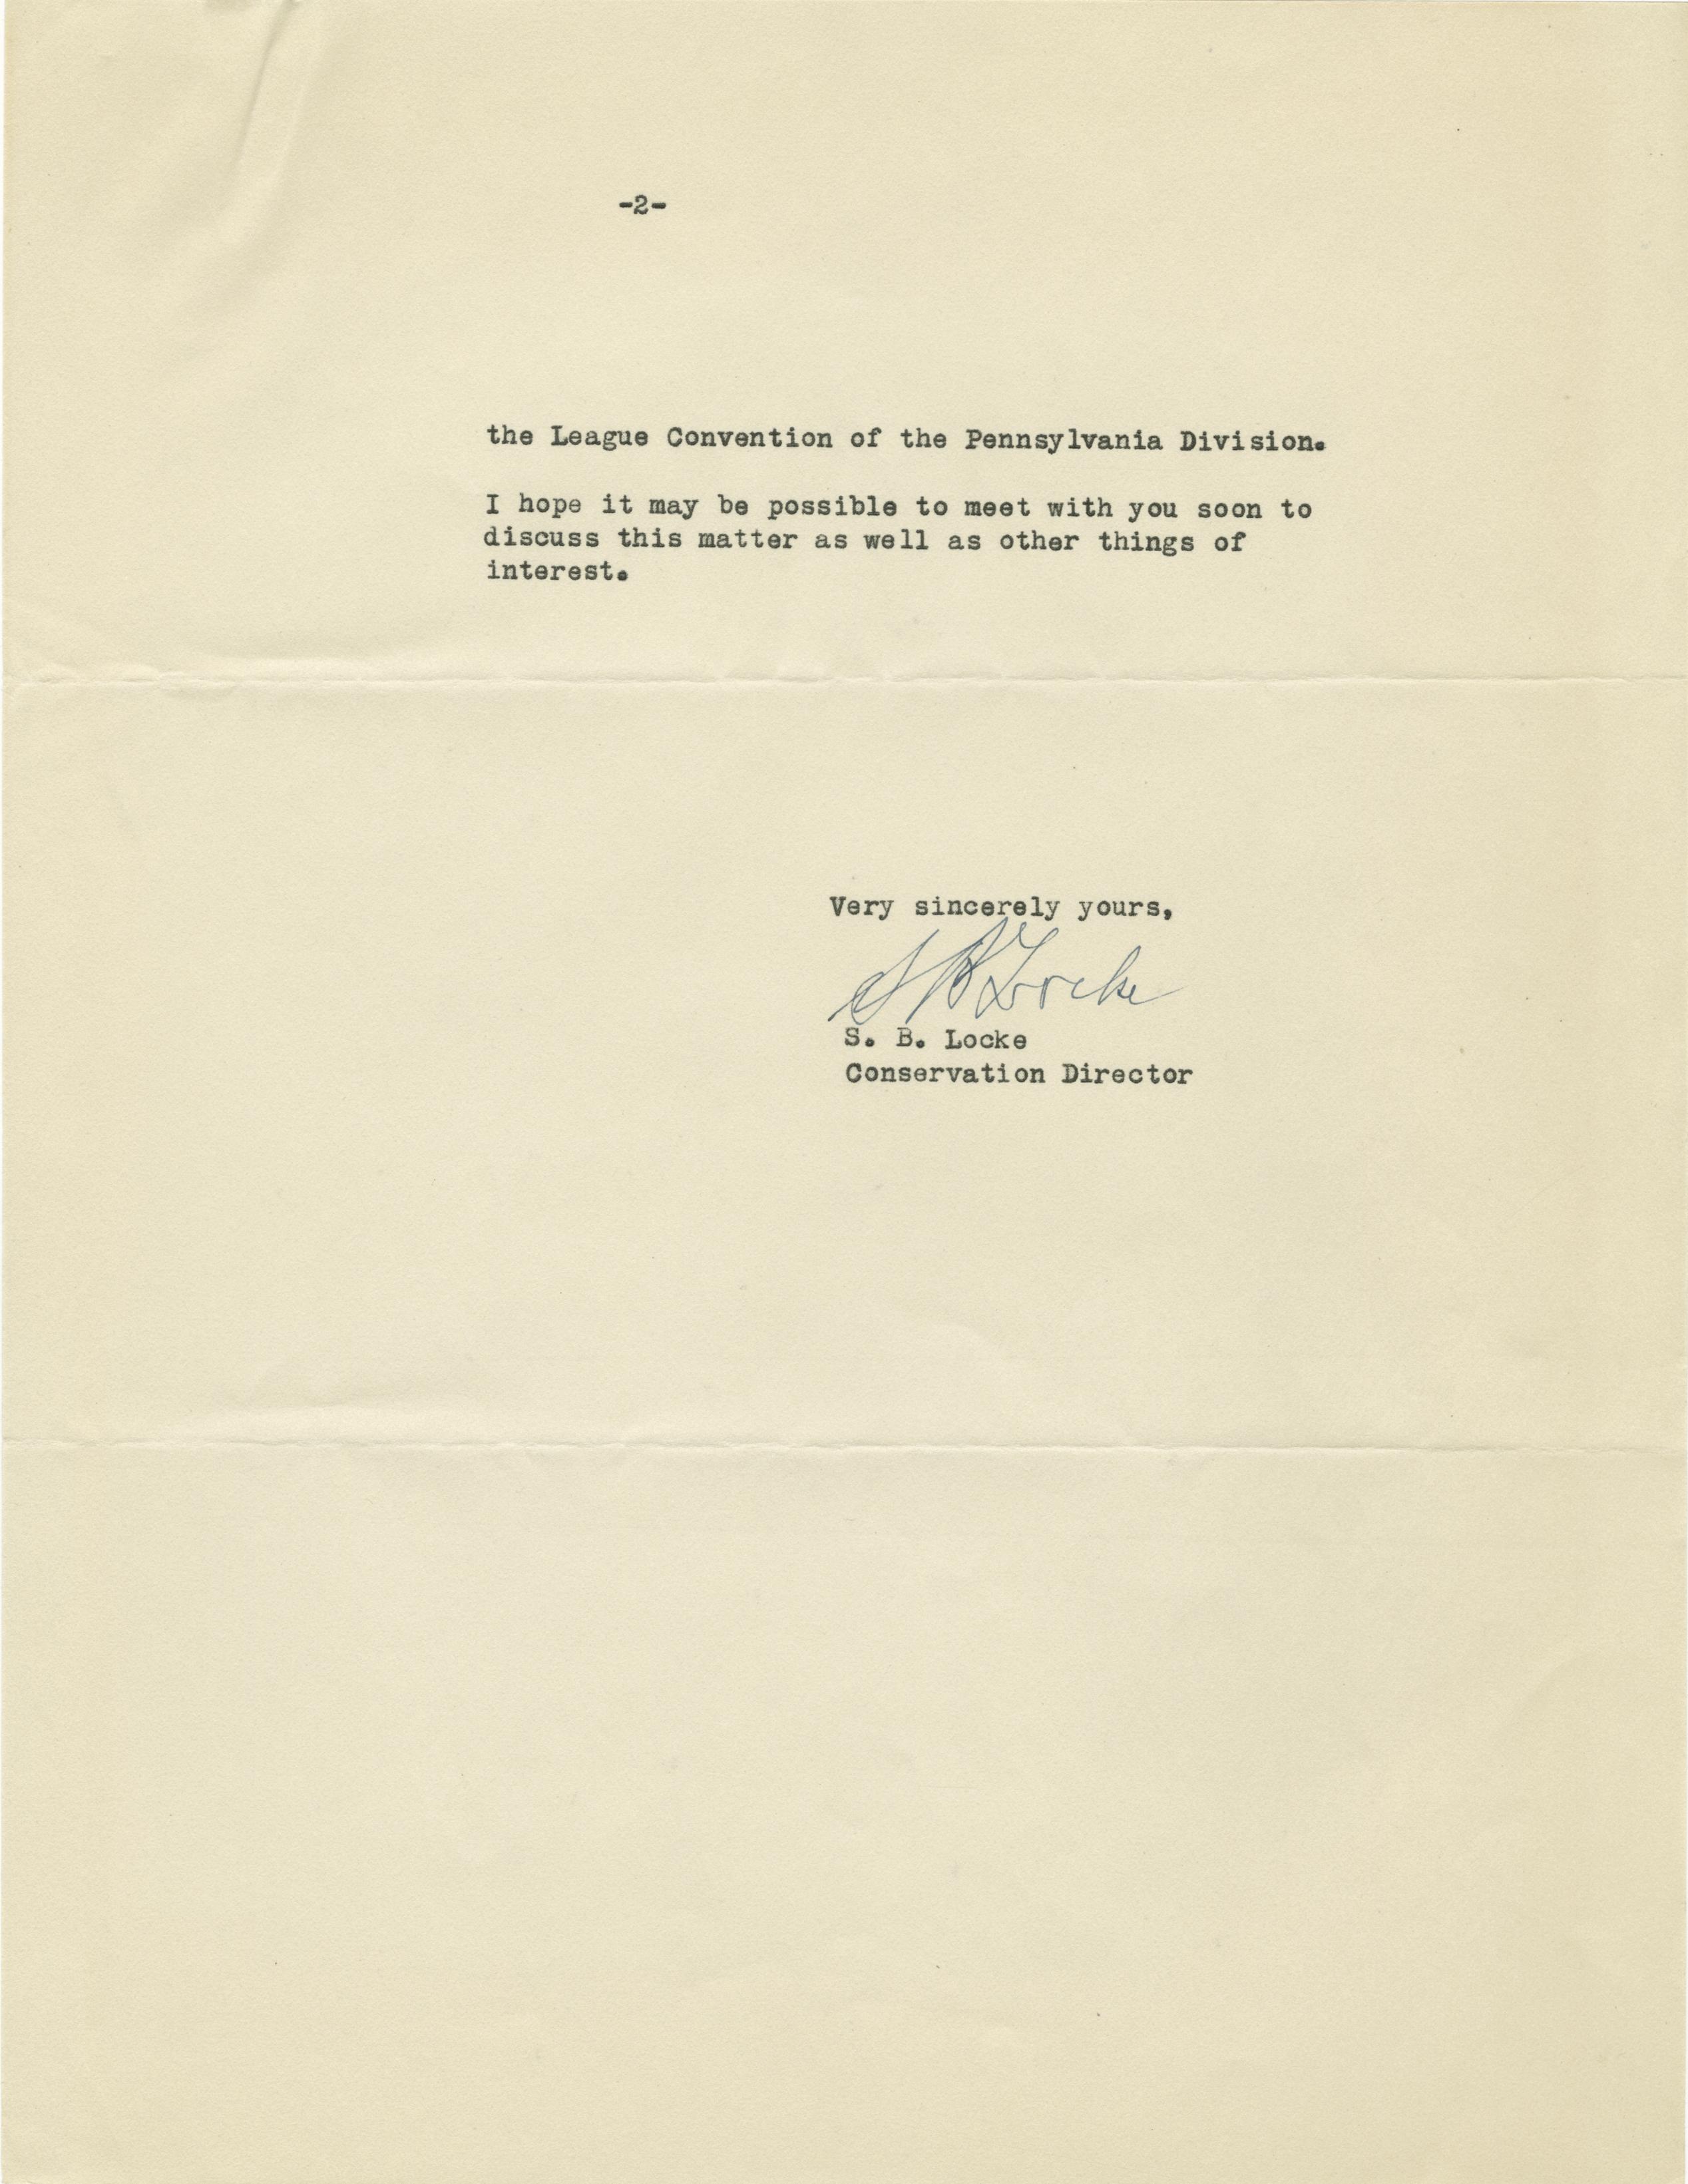 -2-
the League Convention of the Pennsylvania Division.
I hope it may be possible to meet with you soon to
discuss this matter as well as other things of
interest.
Very sincerely yours,
S B Locke
S. B. Locke
Conservation Director